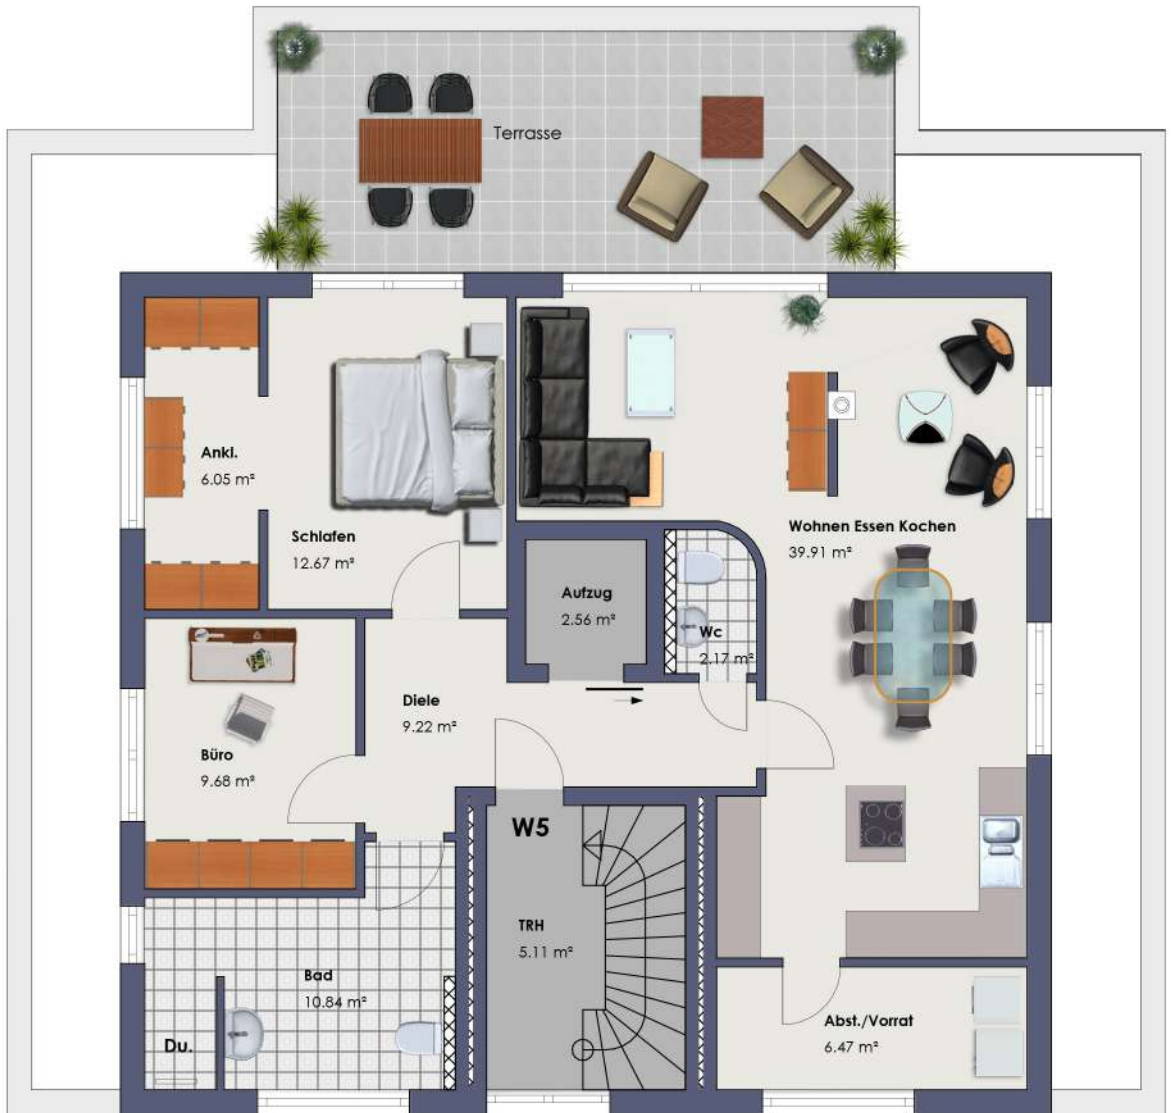 Terrasse
Ankl.
6.05 m²
Schlafen
12.67 m²
Wohnen Essen Kochen
39.91 m²
Aufzug
2.56 m²
Wc
2.17 m²
Diele
9.22 m²
Büro
9.68 m²
W5
TRH
5.11 m²
Bad
10.84 m²
Du.
Abst./Vorrat
6.47 m²